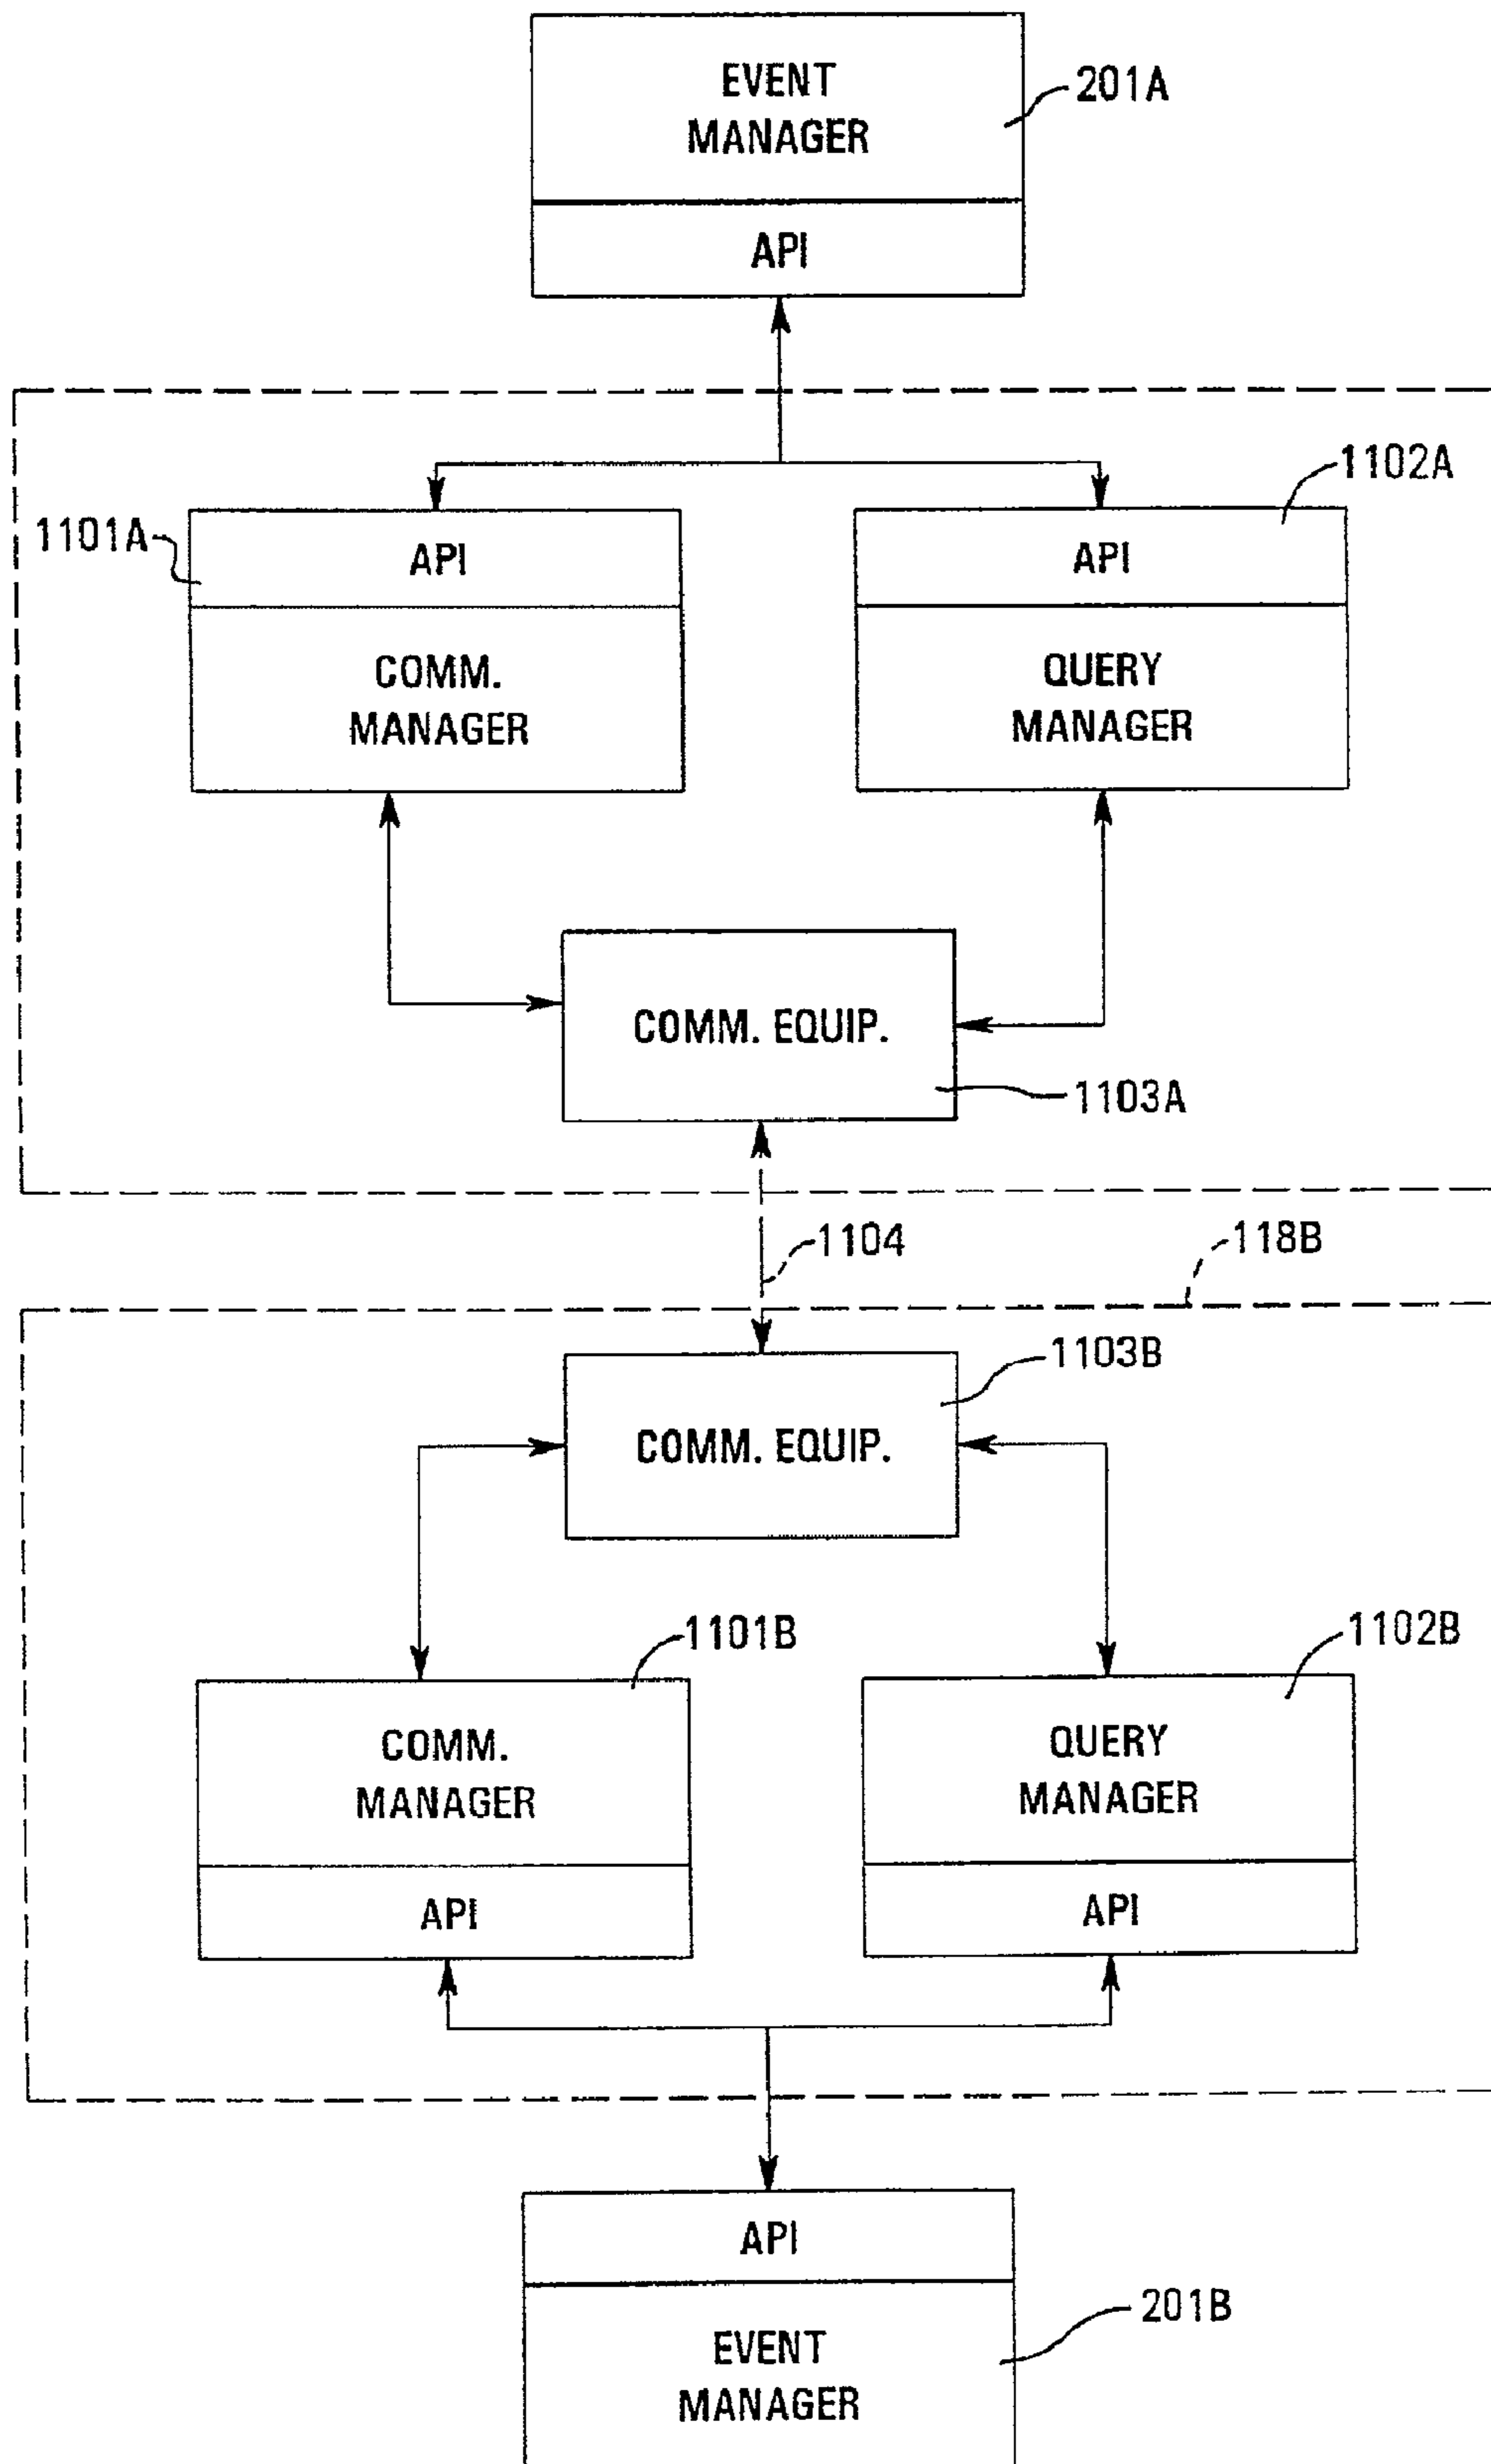 EVENT
MANAGER
201A
API
1102A
1101A
API
API
COMM.
MANAGER
QUERY
MANAGER
COMM. EQUIP.
1103A
1104
118B
1103B
COMM. EQUIP.
1101B
1102B
COMM.
MANAGER
QUERY
MANAGER
API
API
API
201B
EVENT
MANAGER